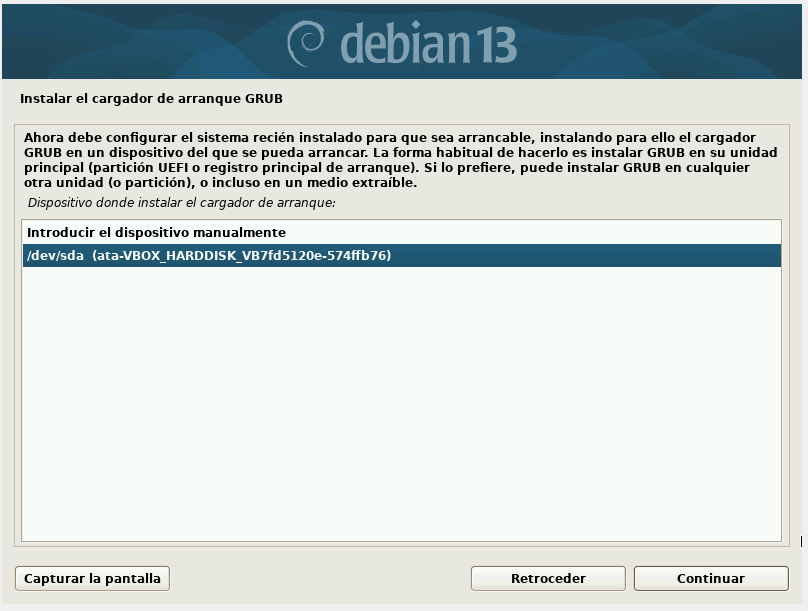 debian 13
Instalar el cargador de arranque GRUB
Ahora debe configurar el sistema recién instalado para que sea arrancable, instalando para ello el cargador
GRUB en un dispositivo del que se pueda arrancar. La forma habitual de hacerlo es instalar GRUB en su unidad
principal (partición UEFI o registro principal de arranque). Si lo prefiere, puede instalar GRUB en cualquier
otra unidad (o partición), o incluso en un medio extraíble.
Dispositivo donde instalar el cargador de arranque:
Introducir el dispositivo manualmente
/dev/sda  (ata-VBOX_HARDDISK_VB7fd5120e-574ffb76)
Capturar la pantalla
Retroceder
Continuar